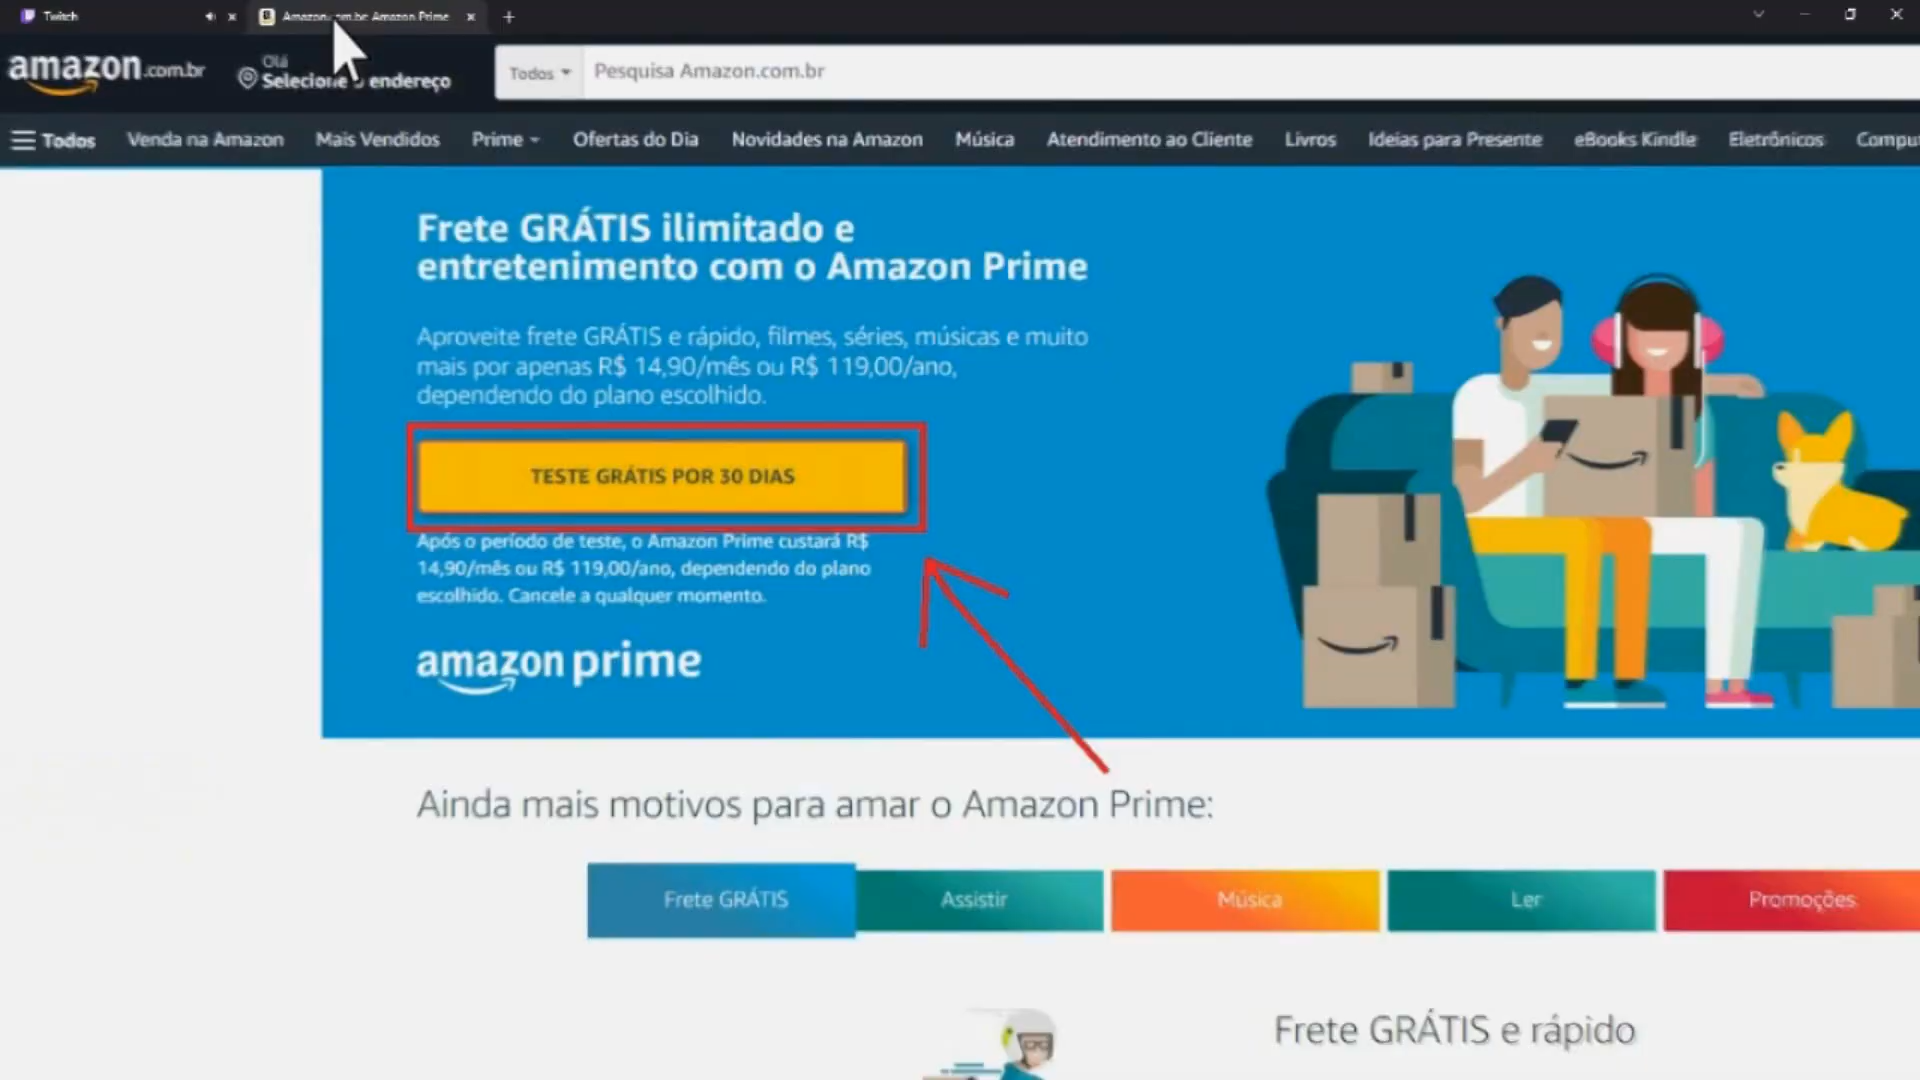 Twitch
Amazon.com.br: Amazon Prime
amazon.com.br
Olá
Selecione o endereço
Todos
Pesquisa Amazon.com.br
Todos
Venda na Amazon
Mais Vendidos
Prime
Ofertas do Dia
Novidades na Amazon
Música
Atendimento ao Cliente
Livros
Ideias para Presente
eBooks Kindle
Eletrônicos
Frete GRÁTIS ilimitado e
entretenimento com o Amazon Prime
Aproveite frete GRÁTIS e rápido, filmes, séries, músicas e muito
mais por apenas R$ 14,90/mês ou R$ 119,00/ano,
dependendo do plano escolhido.
TESTE GRÁTIS POR 30 DIAS
Após o período de teste, o Amazon Prime custará R$
14,90/mês ou R$ 119,00/ano, dependendo do plano
escolhido. Cancele a qualquer momento.
amazon prime
Ainda mais motivos para amar o Amazon Prime:
Frete GRÁTIS
Assistir
Música
Ler
Promoções
Frete GRÁTIS e rápido